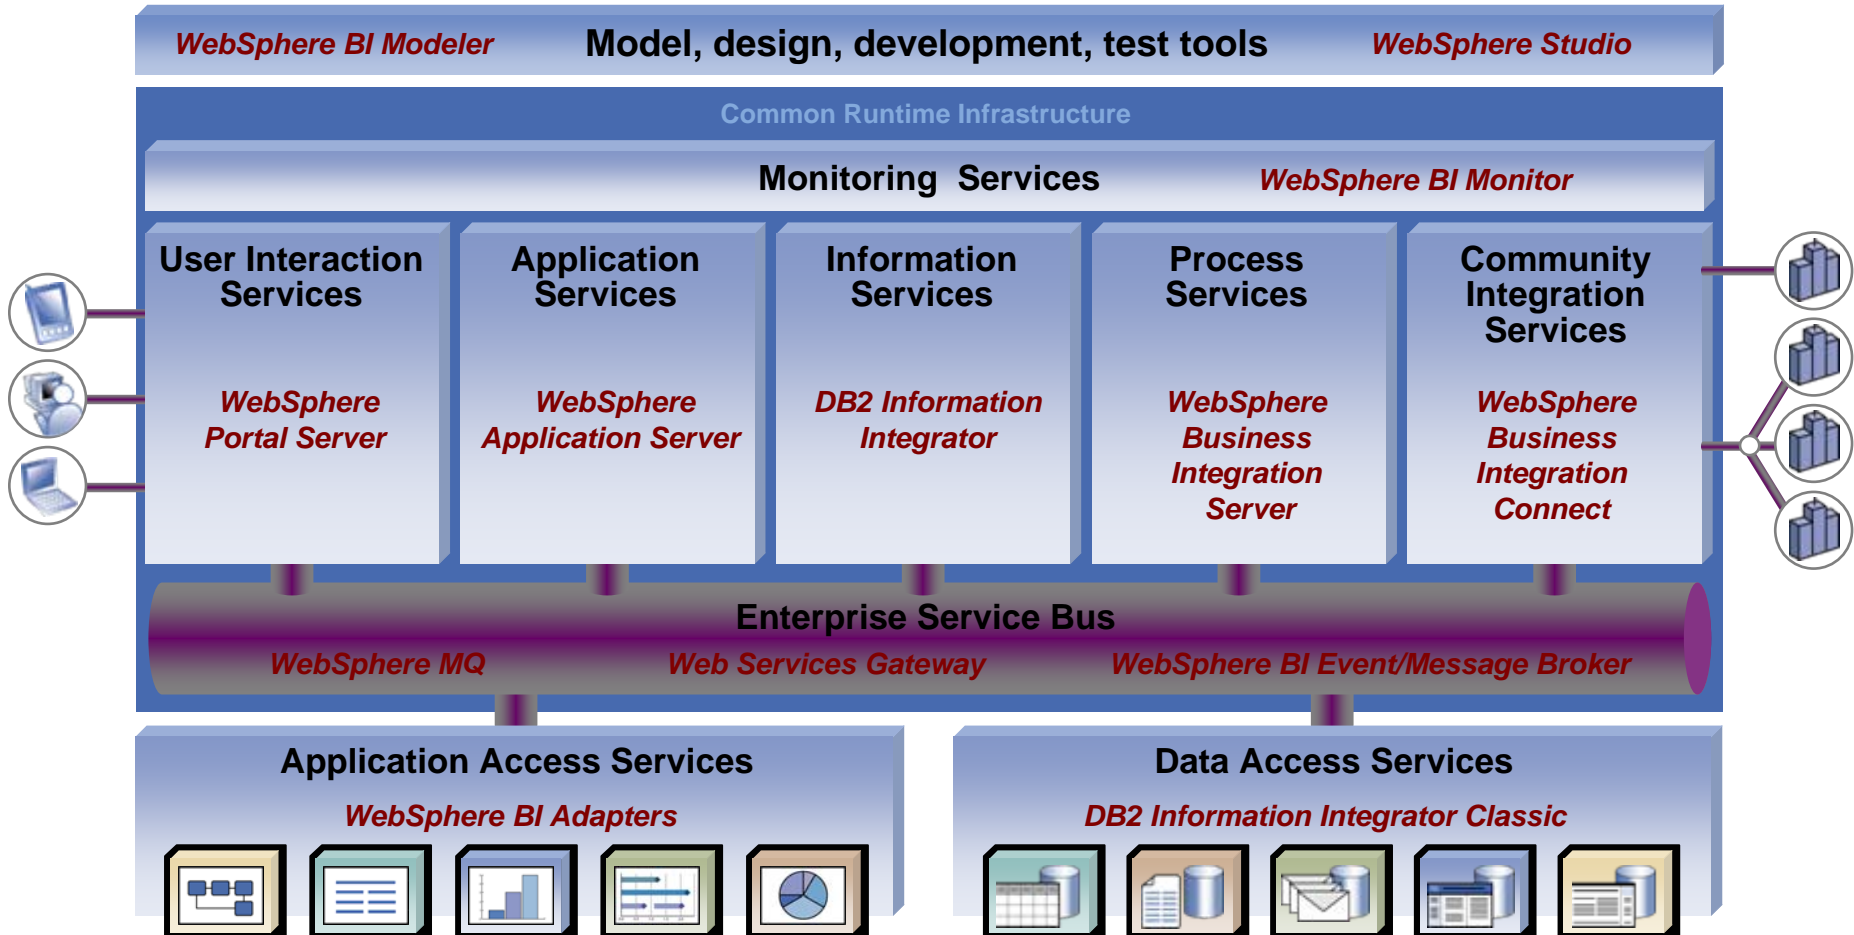 WebSphere BI Modeler Model, design, development, test tools WebSphere Studio
Common Runtime Infrastructure
Monitoring Services WebSphere BI Monitor
User Interaction
Services
WebSphere
Portal Server
Application
Services
WebSphere
Application Server
Information
Services
DB2 Information
Integrator
Process
Services
WebSphere
Business
Integration
Server
Community
Integration
Services
WebSphere
Business
Integration
Connect
Enterprise Service Bus
WebSphere MQ Web Services Gateway WebSphere BI Event/Message Broker
Application Access Services
WebSphere BI Adapters
Data Access Services
DB2 Information Integrator Classic